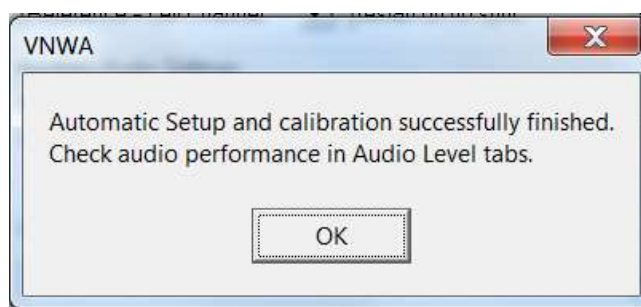 VNWA
Automatic Setup and calibration successfully finished.
Check audio performance in Audio Level tabs.
OK